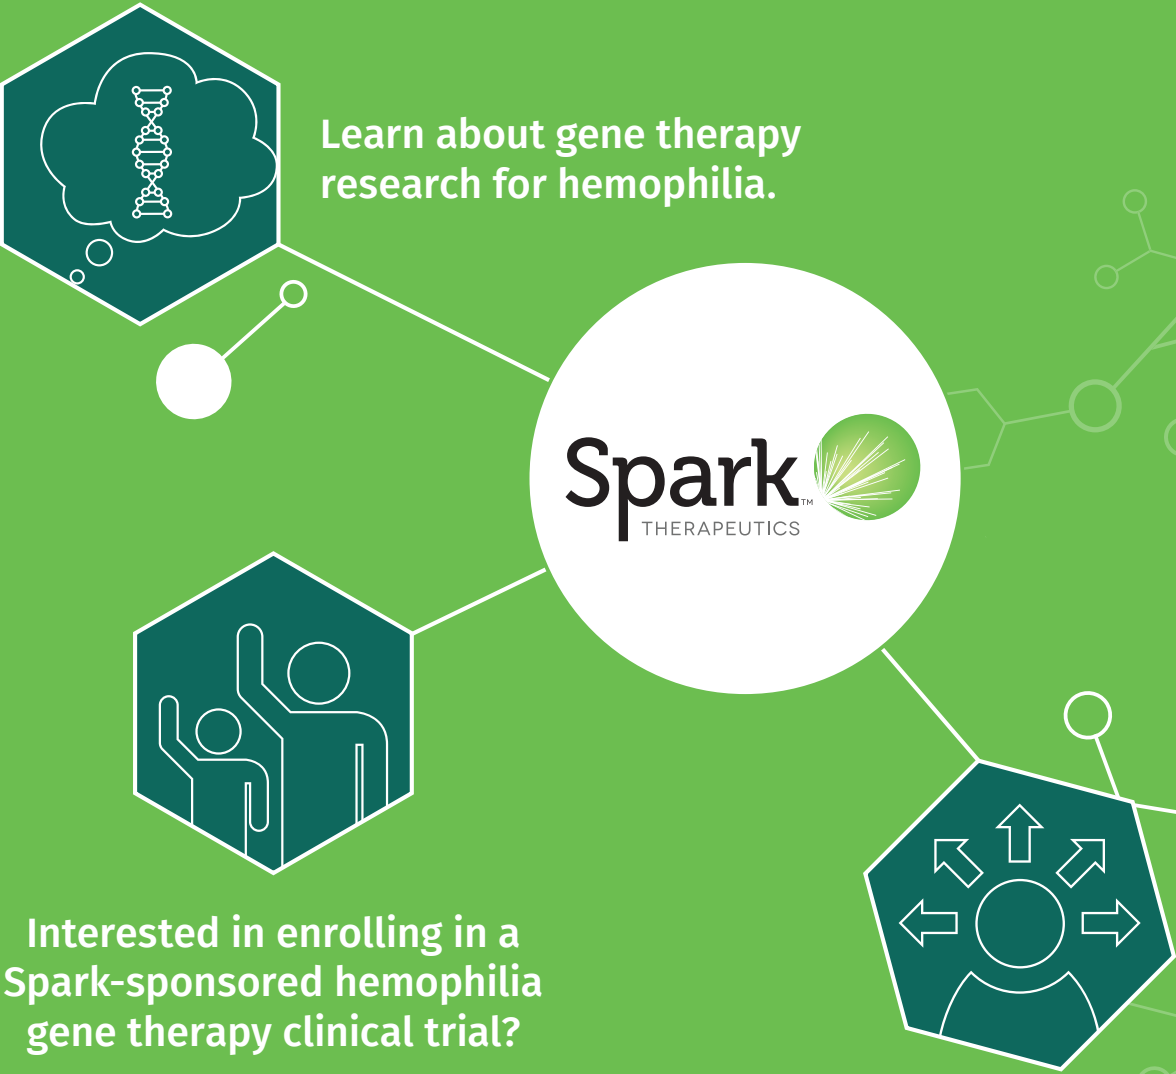 Learn about gene therapy
research for hemophilia.
Spark™
THERAPEUTICS
Interested in enrolling in a
Spark-sponsored hemophilia
gene therapy clinical trial?